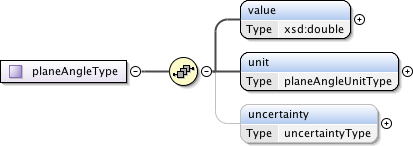 value
Type xsd:double
planeAngleType
unit
Type planeAngleUnitType
uncertainty
Type uncertaintyType